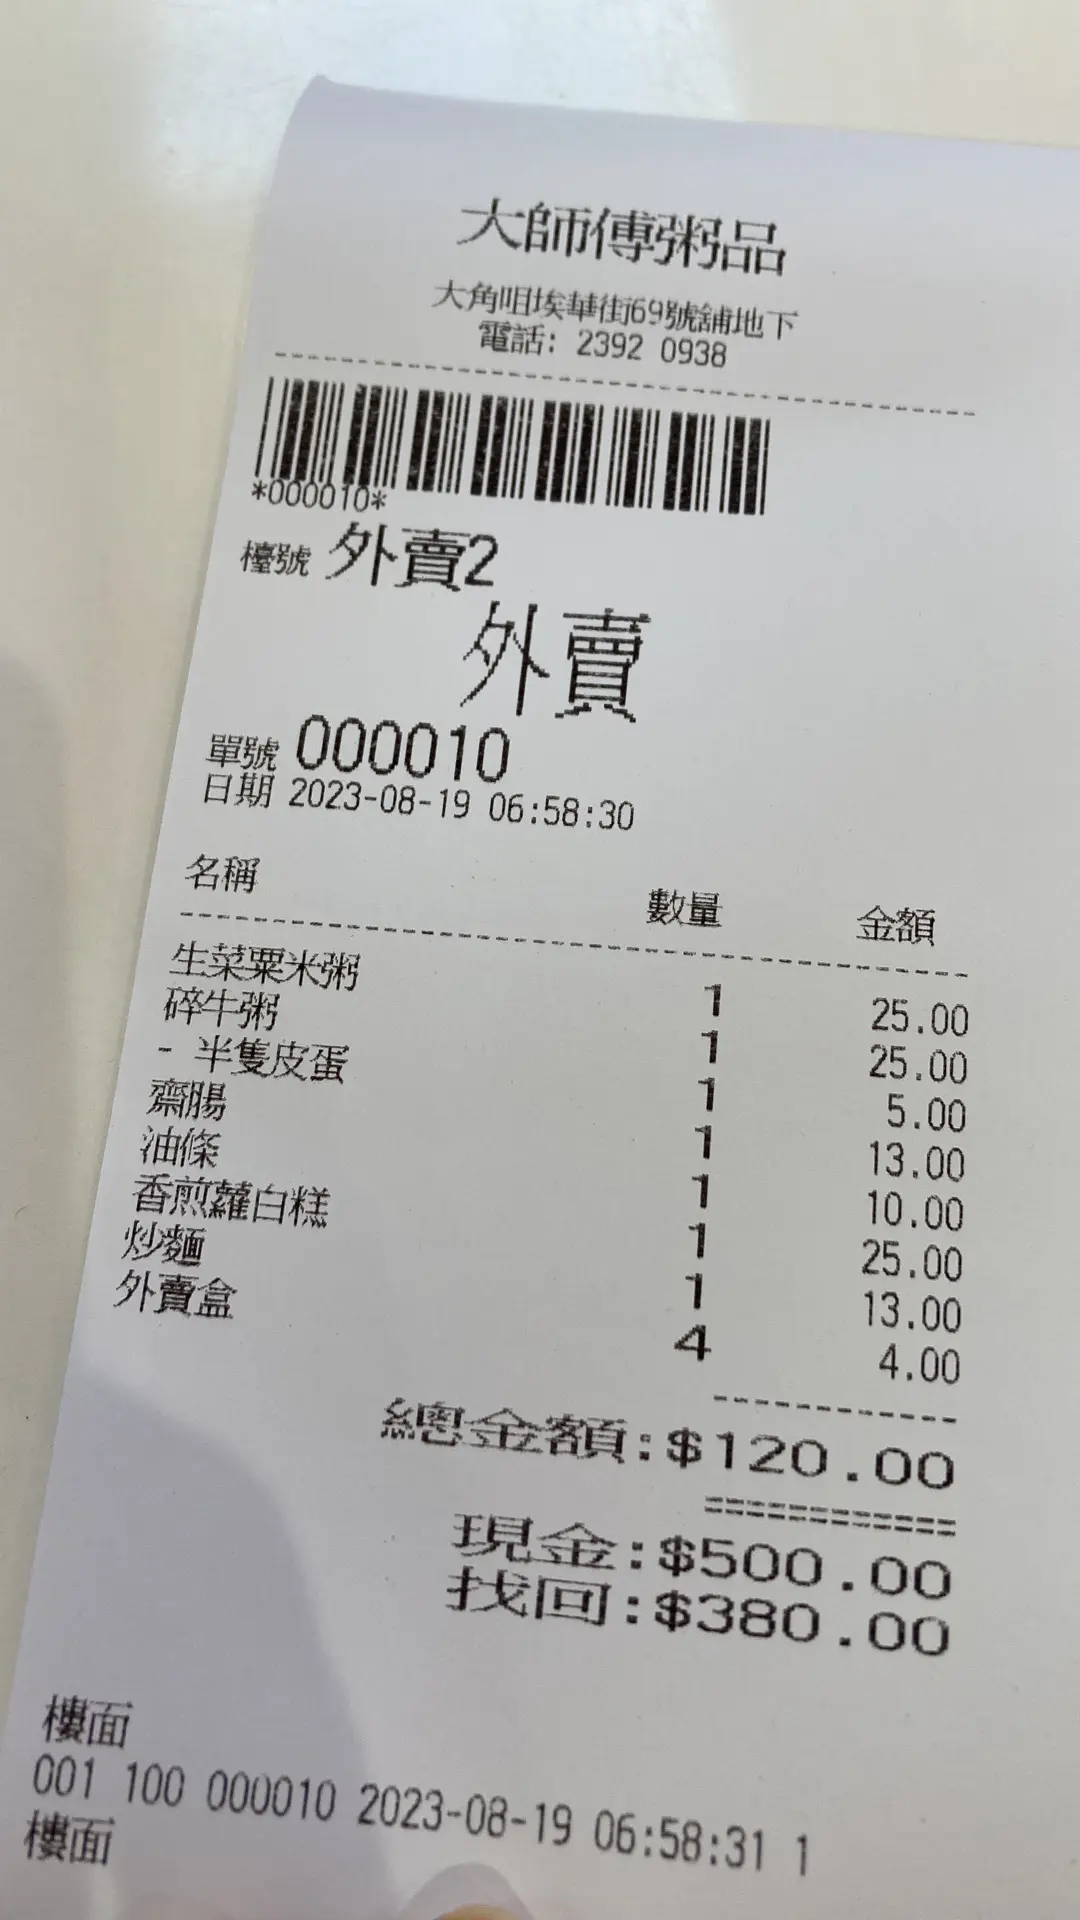 大師傅粥品
大角咀埃華街69號舖地下
電話: 2392 0938
*000010*
檯號 外賣2
外賣
單號 000010
日期 2023-08-19 06:58:30
名稱 數量 金額
生菜粟米粥 1 25.00
碎牛粥 1 25.00
- 半隻皮蛋 1 5.00
齋腸 1 13.00
油條 1 10.00
香煎蘿白糕 1 25.00
炒麵 1 13.00
外賣盒 4 4.00
總金額:$120.00
現金:$500.00
找回:$380.00
樓面
001 100 000010 2023-08-19 06:58:31 1
樓面